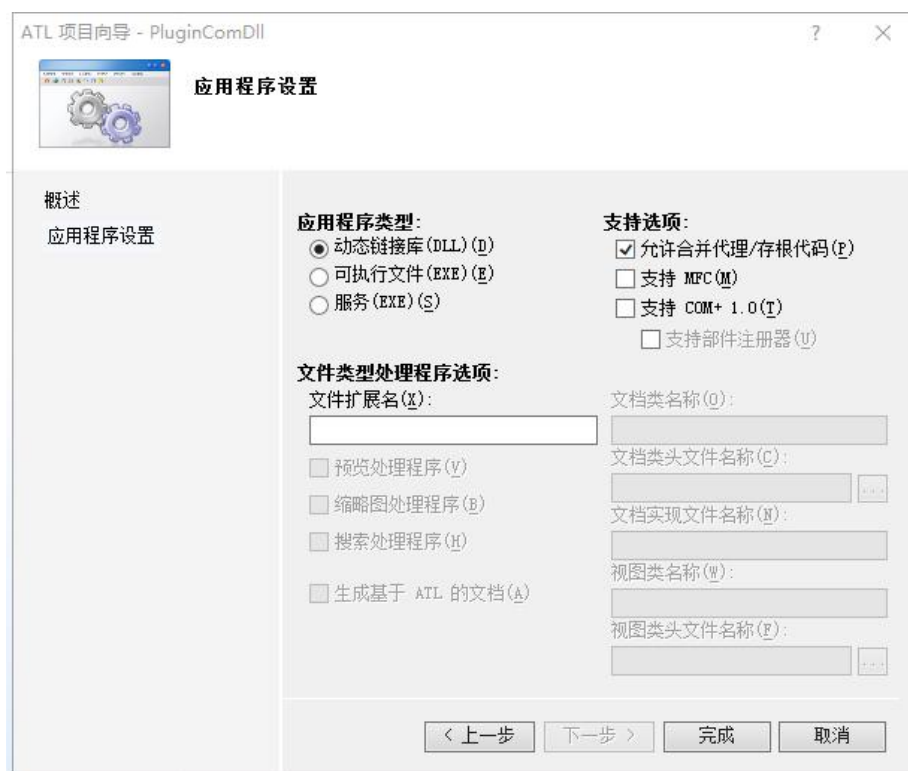 ATL 项目向导 - PluginComDll
应用程序设置
概述
应用程序设置
应用程序类型:
动态链接库(DLL)(D)
可执行文件(EXE)(E)
服务(EXE)(S)
支持选项:
允许合并代理/存根代码(P)
支持 MFC(M)
支持 COM+ 1.0(T)
支持部件注册器(U)
文件类型处理程序选项:
文件扩展名(X):
预览处理程序(V)
缩略图处理程序(B)
搜索处理程序(H)
生成基于 ATL 的文档(A)
文档类名称(O):
文档类头文件名称(C):
...
文档实现文件名称(N):
视图类名称(W):
视图类头文件名称(F):
...
< 上一步
下一步 >
完成
取消